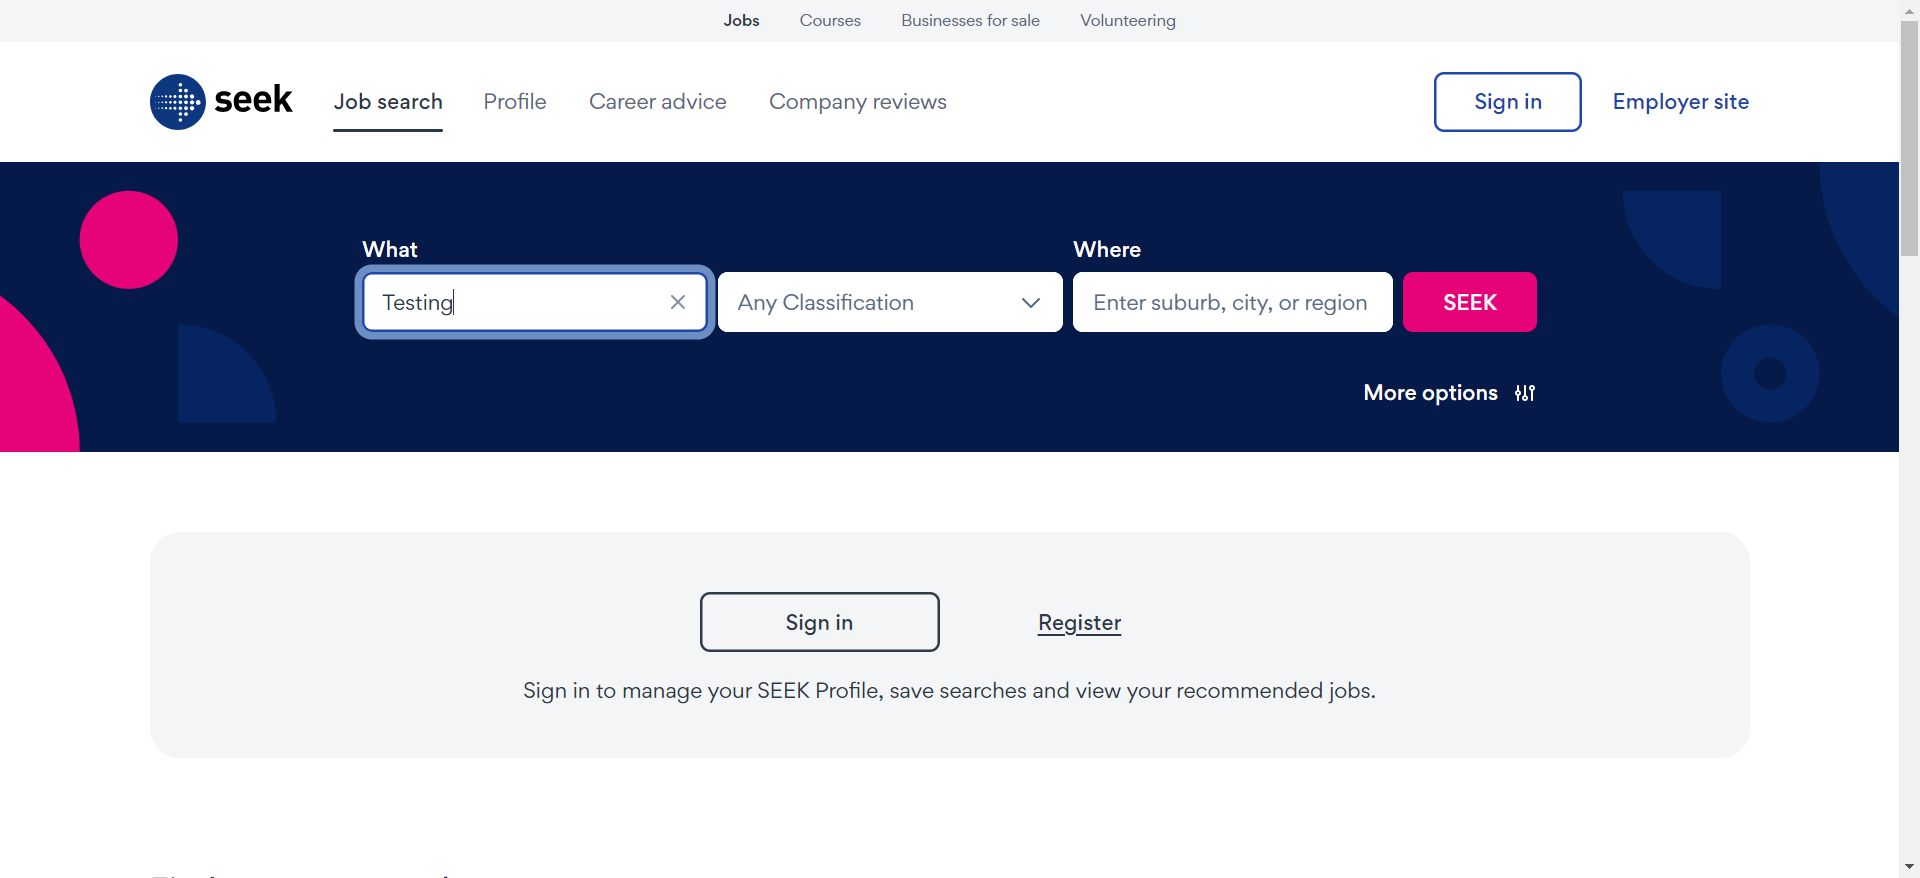 Jobs Courses Businesses for sale Volunteering
seek Job search Profile Career advice Company reviews Sign in Employer site
What Where
Testing Any Classification Enter suburb, city, or region SEEK
More options
Sign in Register
Sign in to manage your SEEK Profile, save searches and view your recommended jobs.